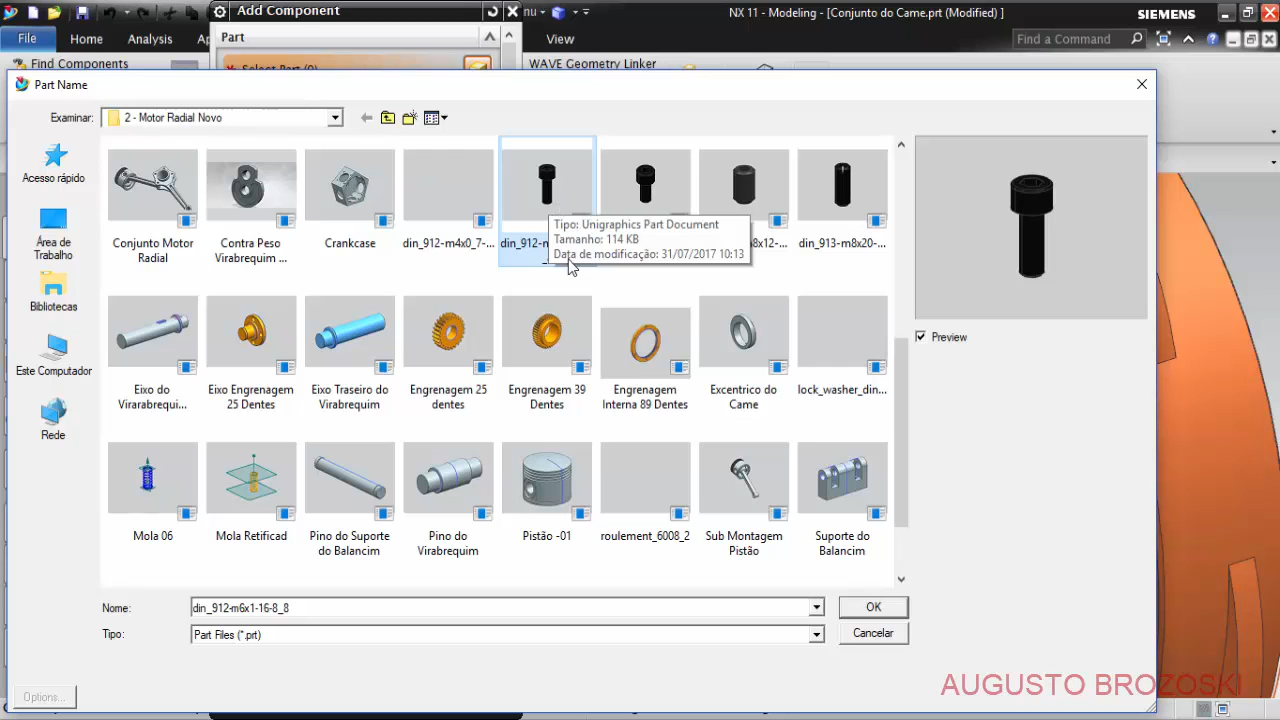 Add Component
nu
NX 11 - Modeling - [Conjunto do Came.prt (Modified) ]
SIEMENS
File
Home
Analysis
Part
View
Find a Command
Find Components
Select Part (0)
WAVE Geometry Linker
Part Name
Examinar:
2 - Motor Radial Novo
Acesso rápido
Área de
Trabalho
Bibliotecas
Este Computador
Rede
Conjunto Motor
Radial
Contra Peso
Virabrequim ...
Crankcase
din_912-m4x0_7-...
din_913-m8x20-...
Tipo: Unigraphics Part Document
Tamanho: 114 KB
Data de modificação: 31/07/2017 10:13
Eixo do
Virarabrequi...
Eixo Engrenagem
25 Dentes
Eixo Traseiro do
Virabrequim
Engrenagem 25
dentes
Engrenagem 39
Dentes
Engrenagem
Interna 89 Dentes
Excentrico do
Came
lock_washer_din...
Mola 06
Mola Retificad
Pino do Suporte
do Balancim
Pino do
Virabrequim
Pistão -01
roulement_6008_2
Sub Montagem
Pistão
Suporte do
Balancim
Preview
Nome:
din_912-m6x1-16-8_8
OK
Tipo:
Part Files (*.prt)
Cancelar
Options...
AUGUSTO BROZOSKI